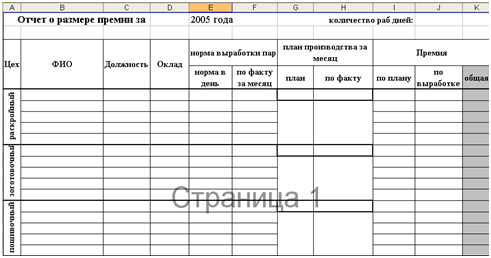 A B C D E F G H I J K
Отчет о размере премии за 2005 года количество раб дней:
Цех ФИО Должность Оклад норма выработки пар план производства за месяц Премия
норма в день по факту за месяц план по факту по плану по выработке общая
раскройный
зоготовочный
пошивочный
Страница 1